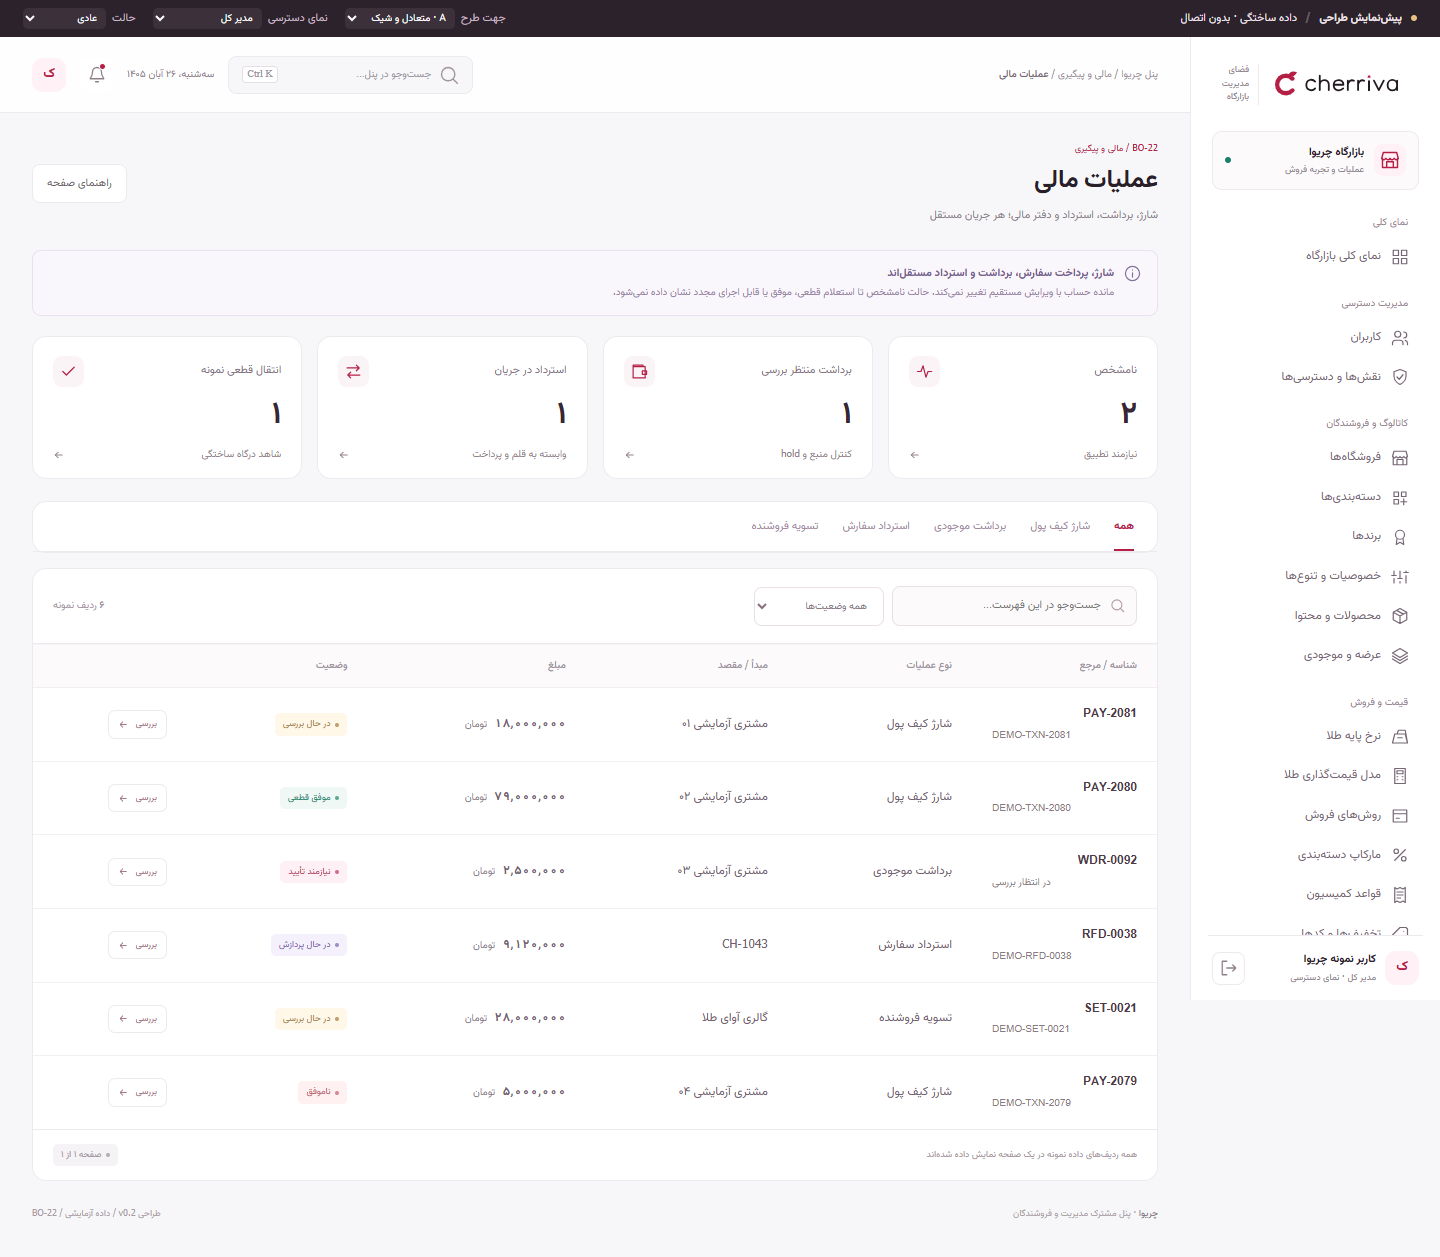 پیش‌نمایش طراحی / داده ساختگی · بدون اتصال
جهت طرح A · متعادل و شیک نمای دسترسی مدیر کل حالت عادی
cherriva
فضای
مدیریت
بازارگاه
پنل چریوا / مالی و پیگیری / عملیات مالی
جست‌وجو در پنل... Ctrl K
سه‌شنبه، ۲۶ آبان ۱۴۰۵
ک
بازارگاه چریوا
عملیات و تجربه فروش
نمای کلی
نمای کلی بازارگاه
مدیریت دسترسی
کاربران
نقش‌ها و دسترسی‌ها
کاتالوگ و فروشندگان
فروشگاه‌ها
دسته‌بندی‌ها
برندها
خصوصیات و تنوع‌ها
محصولات و محتوا
عرضه و موجودی
قیمت و فروش
نرخ پایه طلا
مدل قیمت‌گذاری طلا
روش‌های فروش
مارکاپ دسته‌بندی
قواعد کمیسیون
تخفیف‌ها و کدها
ک
کاربر نمونه چریوا
مدیر کل · نمای دسترسی
BO-22 / مالی و پیگیری
عملیات مالی
شارژ، برداشت، استرداد و دفتر مالی؛ هر جریان مستقل
راهنمای صفحه
شارژ، پرداخت سفارش، برداشت و استرداد مستقل‌اند
مانده حساب با ویرایش مستقیم تغییر نمی‌کند. حالت نامشخص تا استعلام قطعی، موفق یا قابل اجرای مجدد نشان داده نمی‌شود.
نامشخص
۲
نیازمند تطبیق ←
برداشت منتظر بررسی
۱
کنترل منبع و hold ←
استرداد در جریان
۱
وابسته به قلم و پرداخت ←
انتقال قطعی نمونه
۱
شاهد درگاه ساختگی ←
همه شارژ کیف پول برداشت موجودی استرداد سفارش تسویه فروشنده
جست‌وجو در این فهرست... همه وضعیت‌ها ۶ ردیف نمونه
شناسه / مرجع نوع عملیات مبدأ / مقصد مبلغ وضعیت
PAY-2081 شارژ کیف پول مشتری آزمایشی ۰۱ ۱۸,۰۰۰,۰۰۰ تومان در حال بررسی بررسی ←
DEMO-TXN-2081
PAY-2080 شارژ کیف پول مشتری آزمایشی ۰۲ ۷۹,۰۰۰,۰۰۰ تومان موفق قطعی بررسی ←
DEMO-TXN-2080
WDR-0092 برداشت موجودی مشتری آزمایشی ۰۳ ۲,۵۰۰,۰۰۰ تومان نیازمند تأیید بررسی ←
در انتظار بررسی
RFD-0038 استرداد سفارش CH-1043 ۹,۱۲۰,۰۰۰ تومان در حال پردازش بررسی ←
DEMO-RFD-0038
SET-0021 تسویه فروشنده گالری آوای طلا ۲۸,۰۰۰,۰۰۰ تومان در حال بررسی بررسی ←
DEMO-SET-0021
PAY-2079 شارژ کیف پول مشتری آزمایشی ۰۴ ۵,۰۰۰,۰۰۰ تومان ناموفق بررسی ←
DEMO-TXN-2079
همه ردیف‌های داده نمونه در یک صفحه نمایش داده شده‌اند صفحه ۱ از ۱
چریوا · پنل مشترک مدیریت و فروشندگان
طراحی v0.2 / داده آزمایشی / BO-22